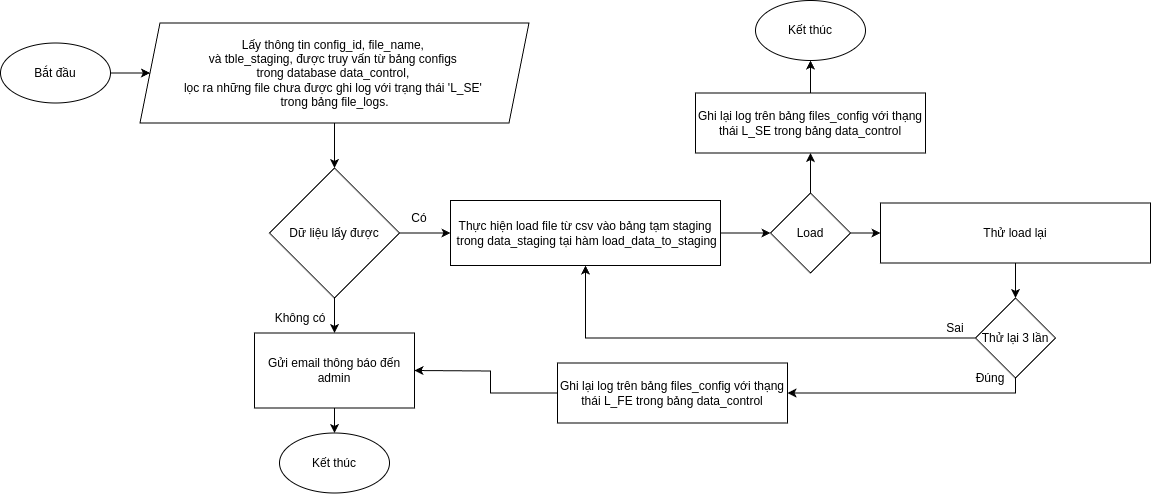 Bắt đầu
Lấy thông tin config_id, file_name,
và tble_staging, được truy vấn từ bảng configs
trong database data_control,
lọc ra những file chưa được ghi log với trạng thái 'L_SE'
trong bảng file_logs.
Dữ liệu lấy được
Có
Không có
Thực hiện load file từ csv vào bảng tạm staging
trong data_staging tại hàm load_data_to_staging
Load
Kết thúc
Ghi lại log trên bảng files_config với thạng
thái L_SE trong bảng data_control
Thử load lại
Thử lại 3 lần
Sai
Đúng
Ghi lại log trên bảng files_config với thạng
thái L_FE trong bảng data_control
Gửi email thông báo đến
admin
Kết thúc